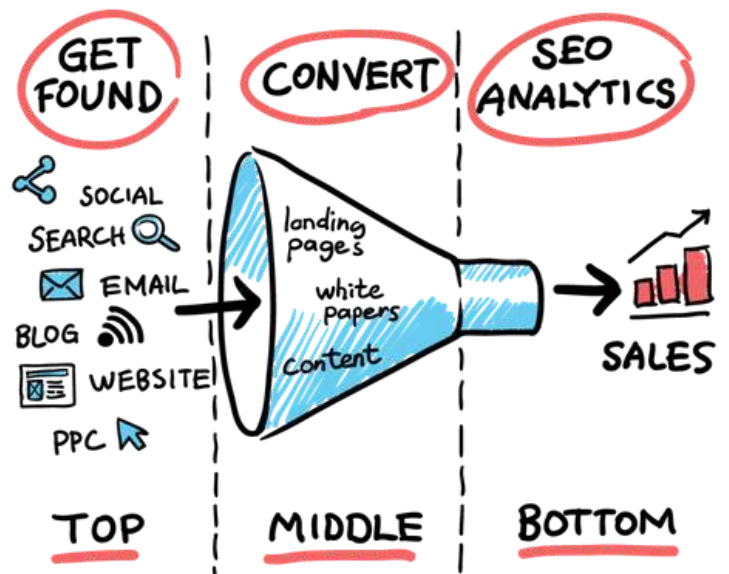 GET
FOUND
CONVERT
SEO
ANALYTICS
SOCIAL
SEARCH
EMAIL
BLOG
WEBSITE
PPC
landing
pages
white
papers
content
SALES
TOP
MIDDLE
BOTTOM